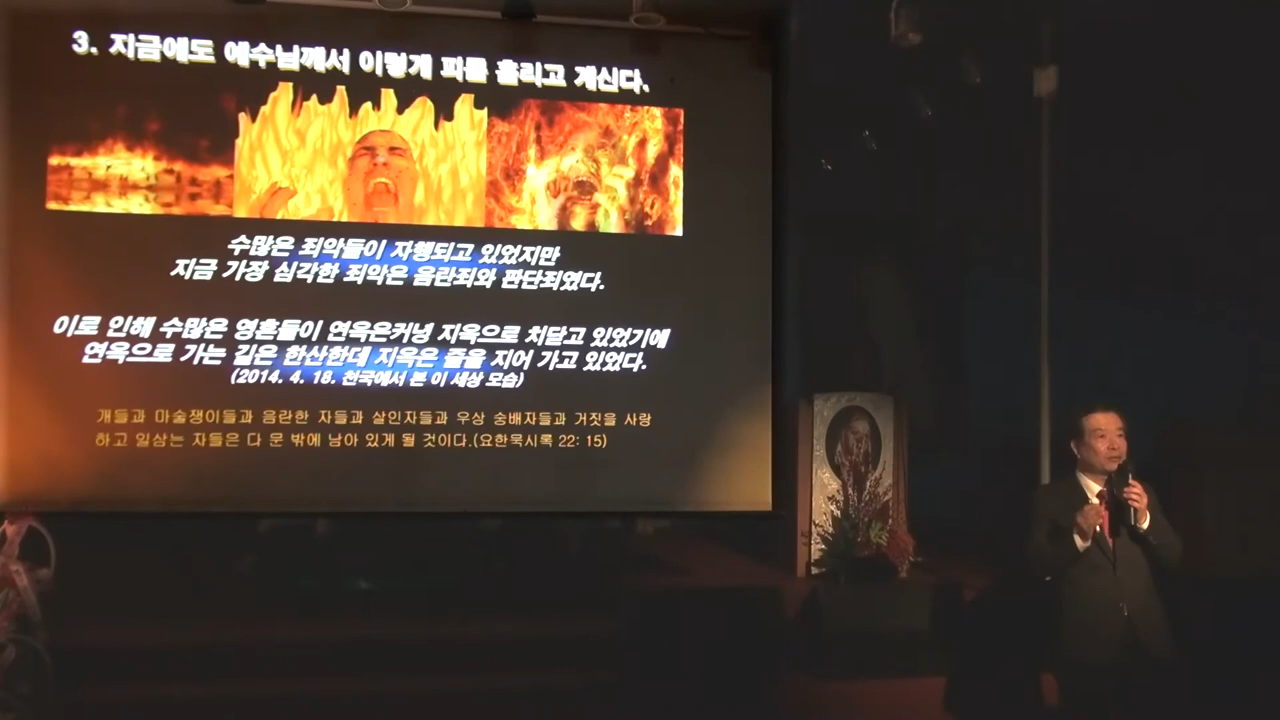 3. 지금에도 예수님께서 이렇게 피를 흘리고 계신다.
수많은 죄악들이 자행되고 있었지만
지금 가장 심각한 죄악은 음란죄와 판단죄였다.
이로 인해 수많은 영혼들이 연옥은커녕 지옥으로 치닫고 있었기에
연옥으로 가는 길은 한산한데 지옥은 줄을 지어 가고 있었다.
(2014. 4. 18. 천국에서 본 이 세상 모습)
개들과 마술쟁이들과 음란한 자들과 살인자들과 우상 숭배자들과 거짓을 사랑
하고 일삼는 자들은 다 문 밖에 남아 있게 될 것이다.(요한묵시록 22: 15)